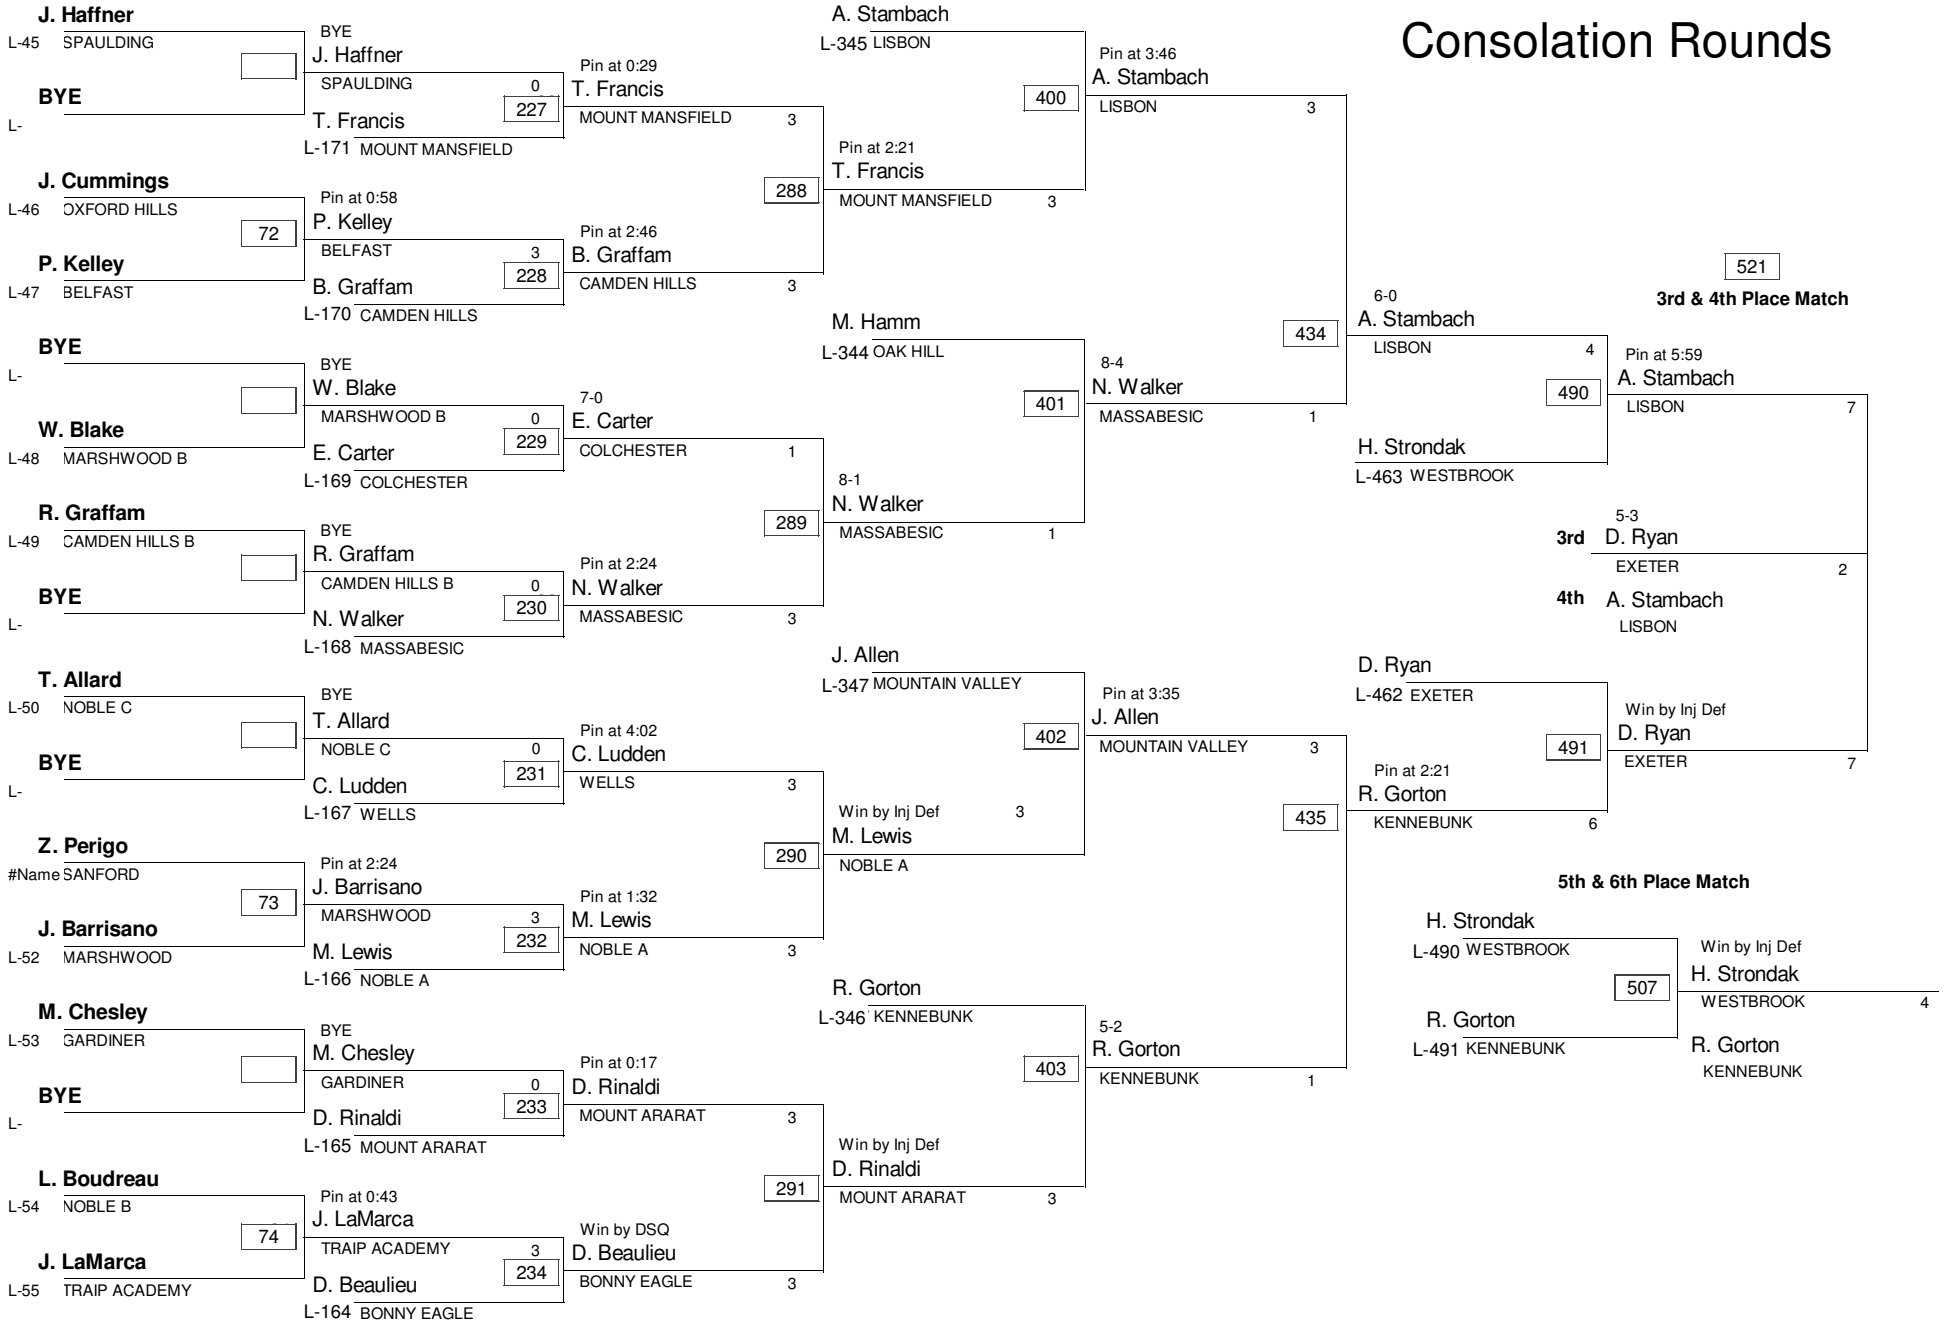 Consolation Rounds
J. Haffner
L-45 SPAULDING
BYE
L-
J. Cummings
L-46 OXFORD HILLS
72
P. Kelley
L-47 BELFAST
BYE
L-
W. Blake
L-48 MARSHWOOD B
R. Graffam
L-49 CAMDEN HILLS B
BYE
L-
T. Allard
L-50 NOBLE C
BYE
L-
Z. Perigo
#Name SANFORD
73
J. Barrisano
L-52 MARSHWOOD
M. Chesley
L-53 GARDINER
BYE
L-
L. Boudreau
L-54 NOBLE B
74
J. LaMarca
L-55 TRAIP ACADEMY
BYE
J. Haffner
SPAULDING 0
227
T. Francis
L-171 MOUNT MANSFIELD
Pin at 0:58
P. Kelley
BELFAST 3
228
B. Graffam
L-170 CAMDEN HILLS
BYE
W. Blake
MARSHWOOD B 0
229
E. Carter
L-169 COLCHESTER
BYE
R. Graffam
CAMDEN HILLS B 0
230
N. Walker
L-168 MASSABESIC
BYE
T. Allard
NOBLE C 0
231
C. Ludden
L-167 WELLS
Pin at 2:24
J. Barrisano
MARSHWOOD 3
232
M. Lewis
L-166 NOBLE A
BYE
M. Chesley
GARDINER 0
233
D. Rinaldi
L-165 MOUNT ARARAT
Pin at 0:43
J. LaMarca
TRAIP ACADEMY 3
234
D. Beaulieu
L-164 BONNY EAGLE
Pin at 0:29
T. Francis
MOUNT MANSFIELD 3
288
Pin at 2:46
B. Graffam
CAMDEN HILLS 3
7-0
E. Carter
COLCHESTER 1
289
Pin at 2:24
N. Walker
MASSABESIC 3
Pin at 4:02
C. Ludden
WELLS 3
290
Pin at 1:32
M. Lewis
NOBLE A 3
Pin at 0:17
D. Rinaldi
MOUNT ARARAT 3
291
Win by DSQ
D. Beaulieu
BONNY EAGLE 3
A. Stambach
L-345 LISBON
400
Pin at 2:21
T. Francis
MOUNT MANSFIELD 3
M. Hamm
L-344 OAK HILL
401
8-1
N. Walker
MASSABESIC 1
J. Allen
L-347 MOUNTAIN VALLEY
402
Win by Inj Def 3
M. Lewis
NOBLE A
R. Gorton
L-346 KENNEBUNK
403
Win by Inj Def
D. Rinaldi
MOUNT ARARAT 3
Pin at 3:46
A. Stambach
LISBON 3
434
8-4
N. Walker
MASSABESIC 1
Pin at 3:35
J. Allen
MOUNTAIN VALLEY 3
435
5-2
R. Gorton
KENNEBUNK 1
6-0
A. Stambach
LISBON 4
490
H. Strondak
L-463 WESTBROOK
D. Ryan
L-462 EXETER
491
Pin at 2:21
R. Gorton
KENNEBUNK 6
521
3rd & 4th Place Match
Pin at 5:59
A. Stambach
LISBON 7
5-3
3rd D. Ryan
EXETER 2
4th A. Stambach
LISBON
Win by Inj Def
D. Ryan
EXETER 7
5th & 6th Place Match
H. Strondak
L-490 WESTBROOK
507
R. Gorton
L-491 KENNEBUNK
Win by Inj Def
H. Strondak
WESTBROOK 4
R. Gorton
KENNEBUNK